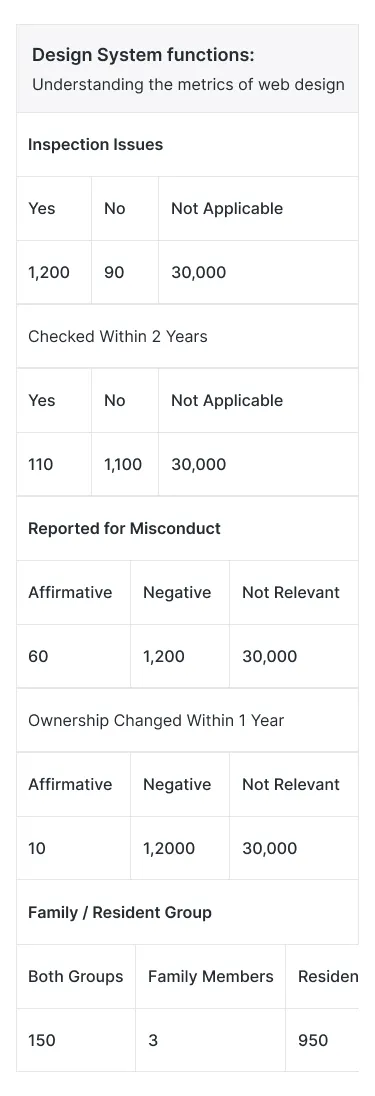 Design System functions:
Understanding the metrics of web design
Inspection Issues
Yes No Not Applicable
1,200 90 30,000
Checked Within 2 Years
Yes No Not Applicable
110 1,100 30,000
Reported for Misconduct
Affirmative Negative Not Relevant
60 1,200 30,000
Ownership Changed Within 1 Year
Affirmative Negative Not Relevant
10 1,2000 30,000
Family / Resident Group
Both Groups Family Members Residen
150 3 950